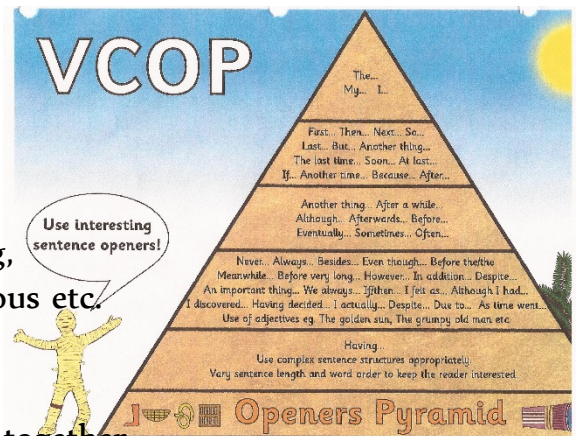 VCOP
The...
My... I...
First... Then... Next... So...
Last... But... Another thing...
The last time... Soon... At last...
If... Another time... Because... After...
Another thing... After a while...
Although... Afterwards... Before...
Eventually... Sometimes... Often...
Use interesting
sentence openers!
Never... Always... Besides... Even though... Before the/the
Meanwhile... Before very long... However... In addition... Despite...
An important thing... We always... If/then... I felt as... Although I had...
I discovered... Having decided... I actually... Despite... Due to... As time went...
Use of adjectives eg. The golden sun, The grumpy old man etc
ous etc.
Having...
Use complex sentence structures appropriately.
Vary sentence length and word order to keep the reader interested
Openers Pyramid
together